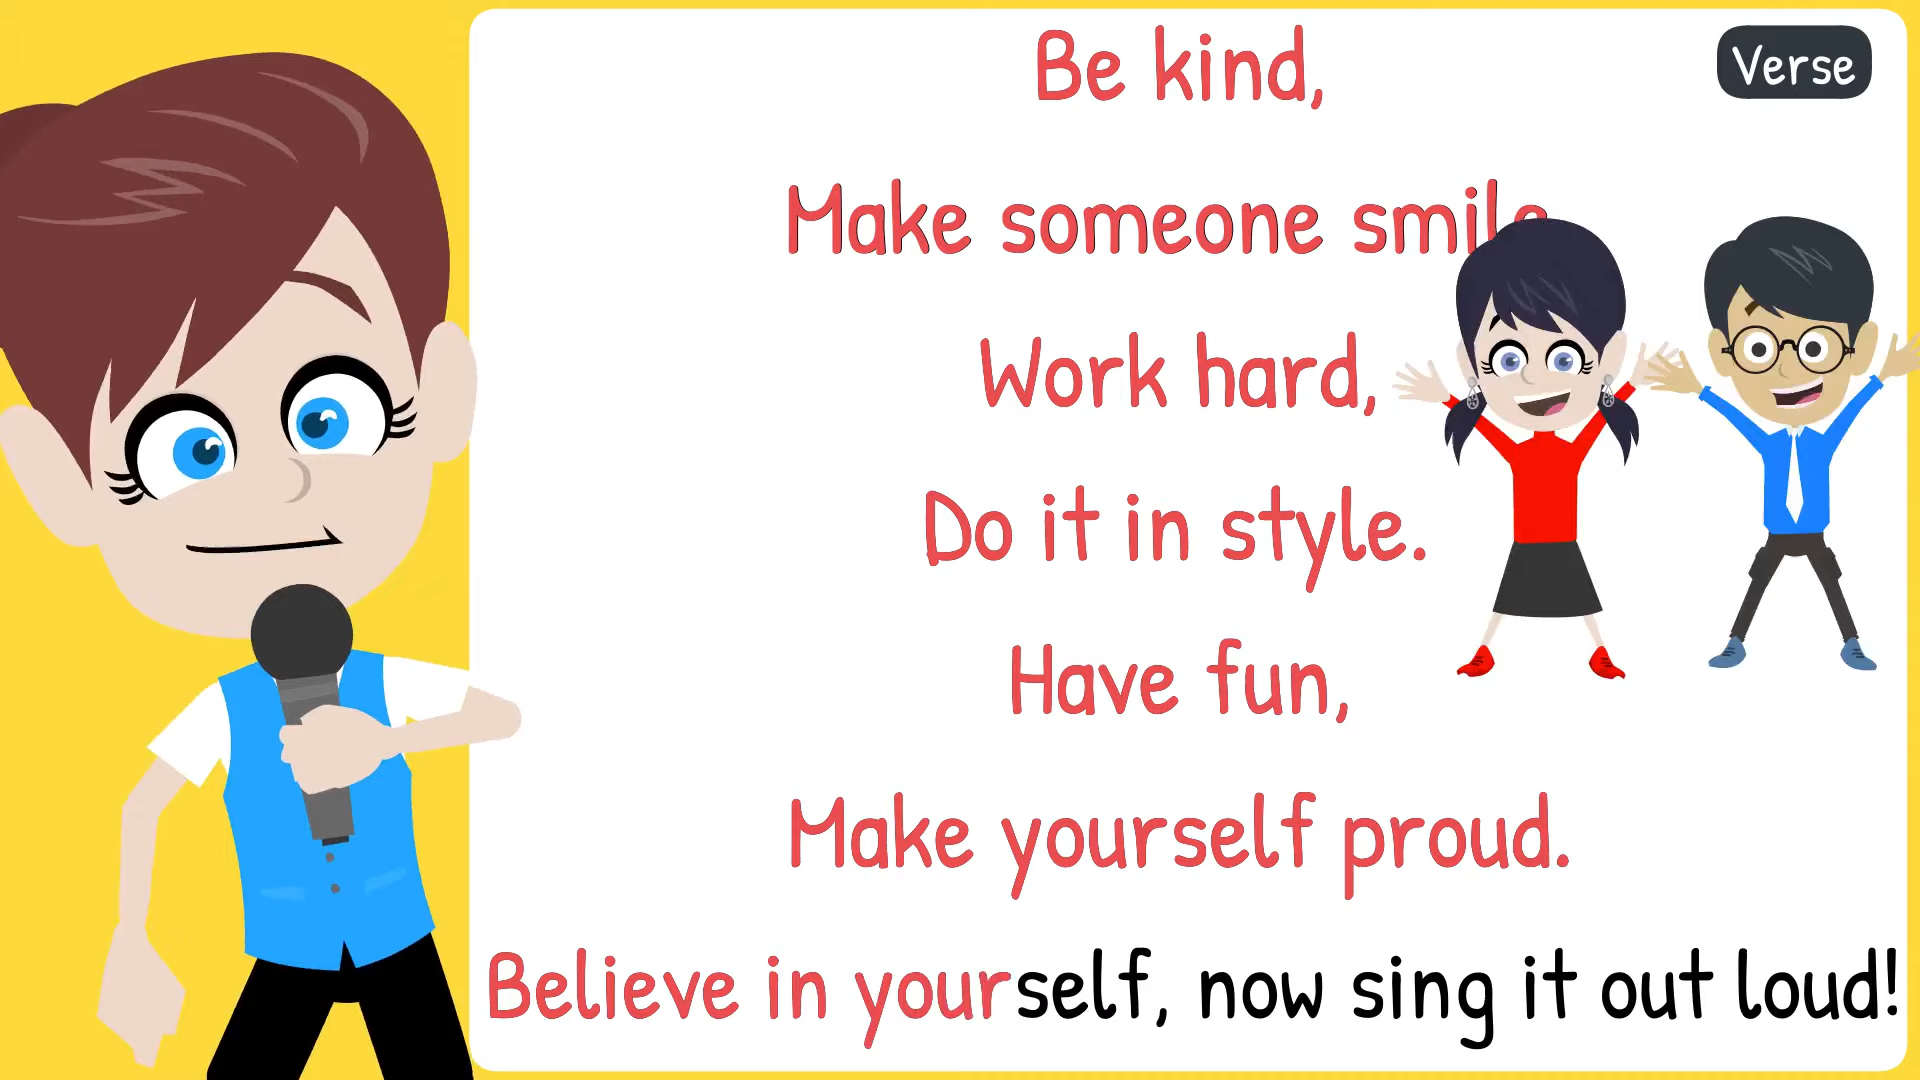 Be kind,
Verse
Make someone smile
Work hard,
Do it in style.
Have fun,
Make yourself proud.
Believe in yourself, now sing it out loud!